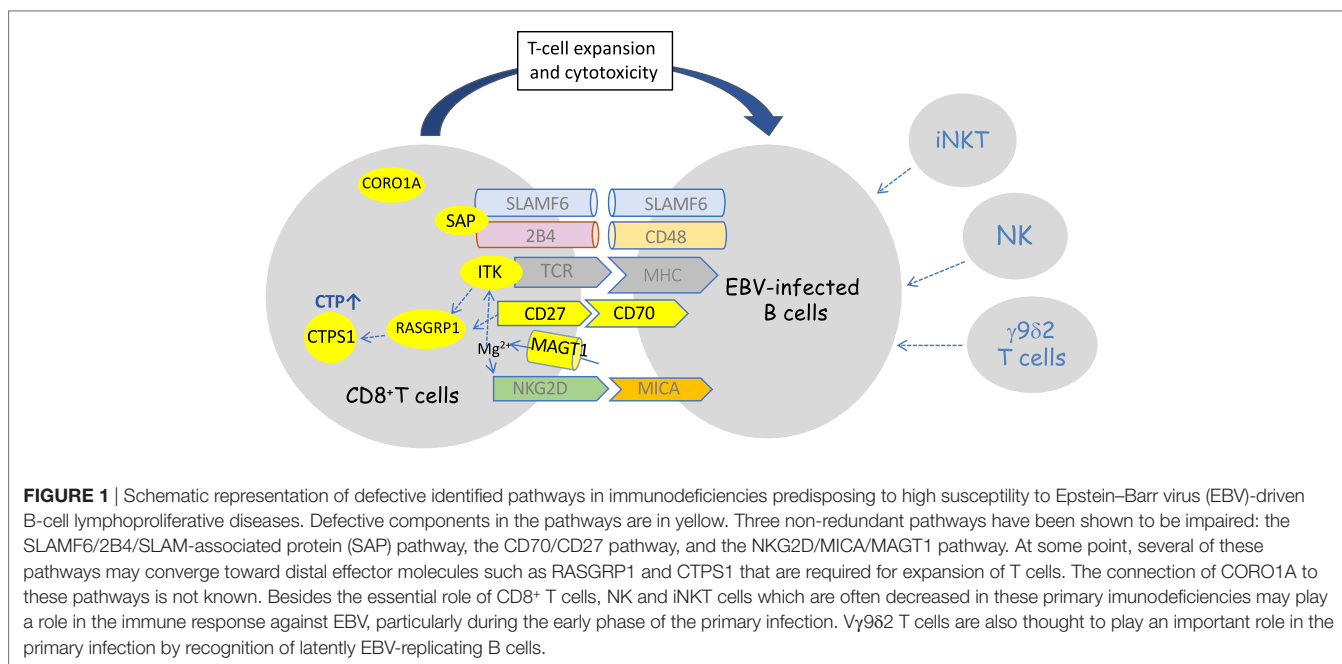 T-cell expansion
and cytotoxicity
iNKT
CORO1A
SLAMF6 SLAMF6
SAP
2B4 CD48
NK
ITK TCR MHC
EBV-infected
B cells
CTP↑
CD27 CD70
CTPS1 RASGRP1
γ9δ2
T cells
Mg²⁺ MAGT1
CD8⁺T cells
NKG2D MICA
FIGURE 1 | Schematic representation of defective identified pathways in immunodeficiencies predisposing to high susceptility to Epstein–Barr virus (EBV)-driven
B-cell lymphoproliferative diseases. Defective components in the pathways are in yellow. Three non-redundant pathways have been shown to be impaired: the
SLAMF6/2B4/SLAM-associated protein (SAP) pathway, the CD70/CD27 pathway, and the NKG2D/MICA/MAGT1 pathway. At some point, several of these
pathways may converge toward distal effector molecules such as RASGRP1 and CTPS1 that are required for expansion of T cells. The connection of CORO1A to
these pathways is not known. Besides the essential role of CD8⁺ T cells, NK and iNKT cells which are often decreased in these primary imunodeficiencies may play
a role in the immune response against EBV, particularly during the early phase of the primary infection. Vγ9δ2 T cells are also thought to play an important role in the
primary infection by recognition of latently EBV-replicating B cells.